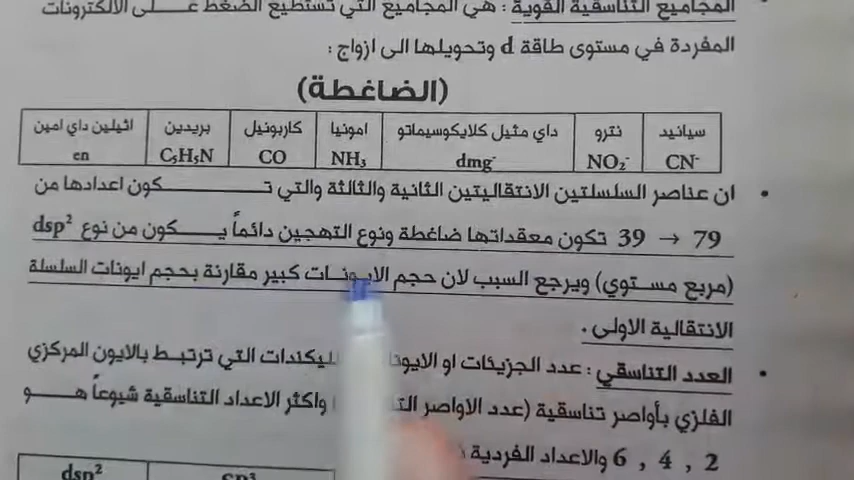 المجاميع التناسقية القوية : هي المجاميع التي تستطيع الضغط على الالكترونات
المفردة في مستوى طاقة d وتحويلها الى ازواج :
(الضاغطة)
سيانيد نترو داي مثيل كلايكوسيماتو امونيا كاربونيل بريدين اثيلين داي امين
CN⁻ NO₂⁻ dmg⁻ NH₃ CO C₅H₅N en
• ان عناصر السلسلتين الانتقاليتين الثانية والثالثة والتي تكون اعدادها من
39 → 79 تكون معقداتها ضاغطة ونوع التهجين دائماً يكون من نوع dsp²
(مربع مستوي) ويرجع السبب لان حجم الايونات كبير مقارنة بحجم ايونات السلسلة
الانتقالية الاولى .
• العدد التناسقي : عدد الجزيئات او الليكندات التي ترتبط بالايون المركزي
الفلزي بأواصر تناسقية (عدد الاواصر واكثر الاعداد التناسقية شيوعاً هو
2 , 4 , 6 والاعداد الفردية
sp³ dsp²